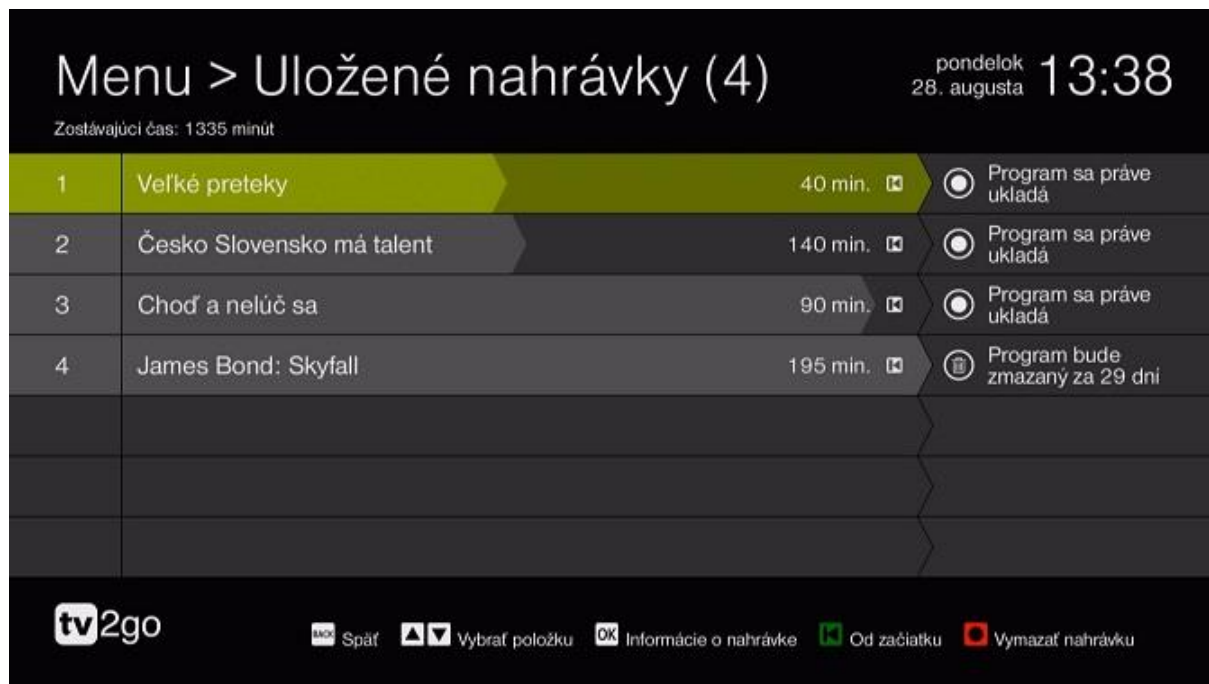 Menu > Uložené nahrávky (4)
pondelok
28. augusta
13:38
Zostávajúci čas: 1335 minút
1 Veľké preteky 40 min. Program sa práve
ukladá
2 Česko Slovensko má talent 140 min. Program sa práve
ukladá
3 Choď a nelúč sa 90 min. Program sa práve
ukladá
4 James Bond: Skyfall 195 min. Program bude
zmazaný za 29 dní
tv2go
BACK Späť Vybrať položku OK Informácie o nahrávke Od začiatku Vymazať nahrávku